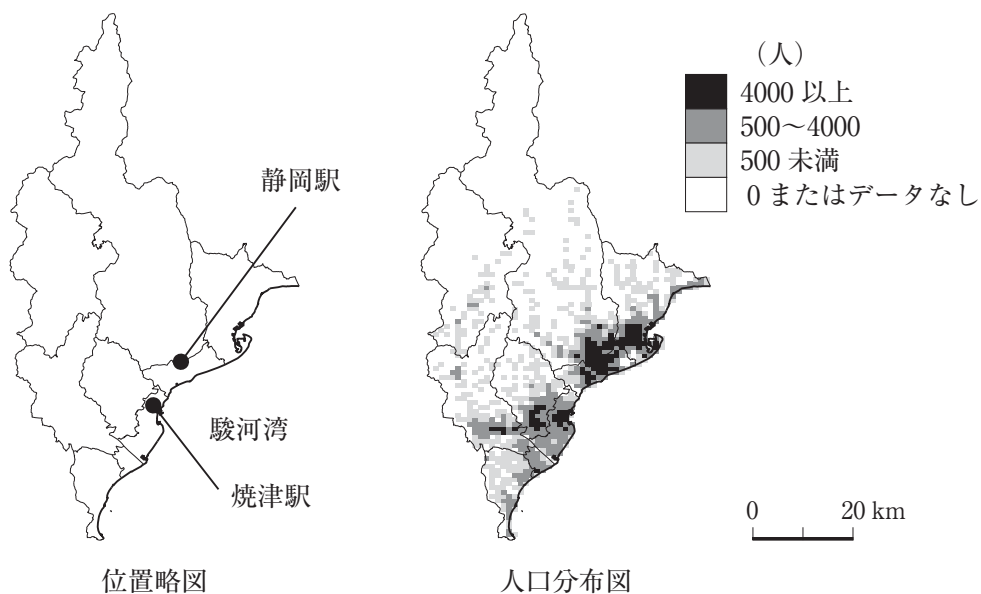 (人)
4000 以上
500～4000
500 未満
0 またはデータなし
静岡駅
駿河湾
焼津駅
0 20 km
位置略図
人口分布図